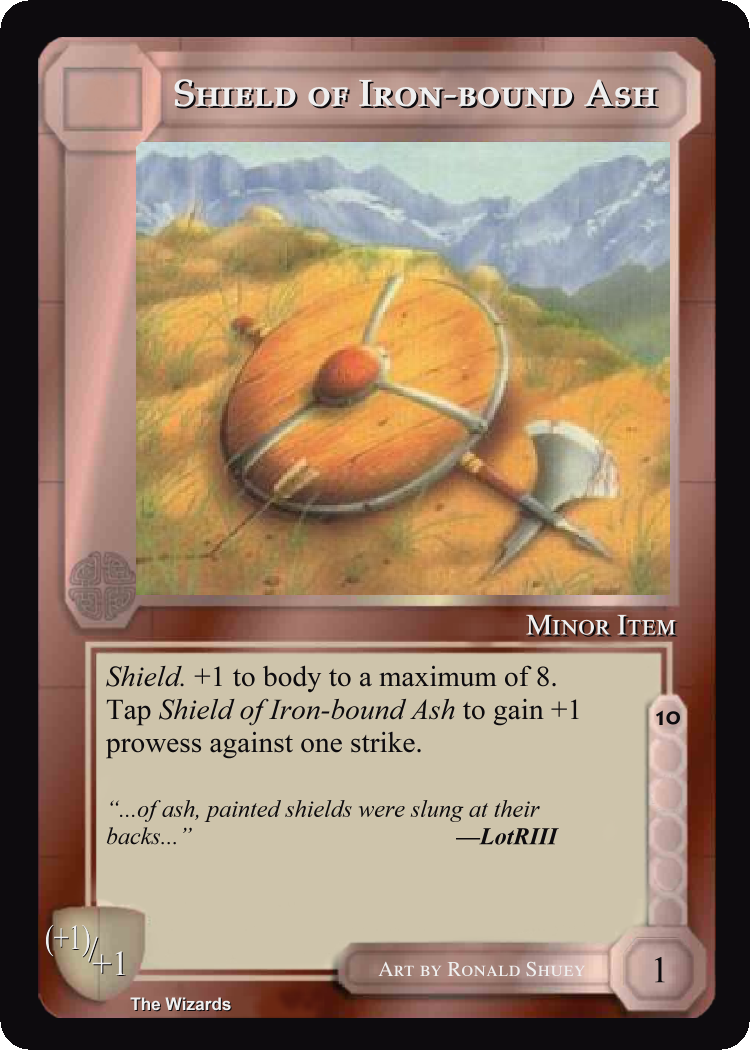 Shield of Iron-bound Ash
Minor Item
Shield. +1 to body to a maximum of 8.
Tap Shield of Iron-bound Ash to gain +1
prowess against one strike.
10
“...of ash, painted shields were slung at their
backs...” —LotRIII
(+1)/+1
Art by Ronald Shuey
1
The Wizards